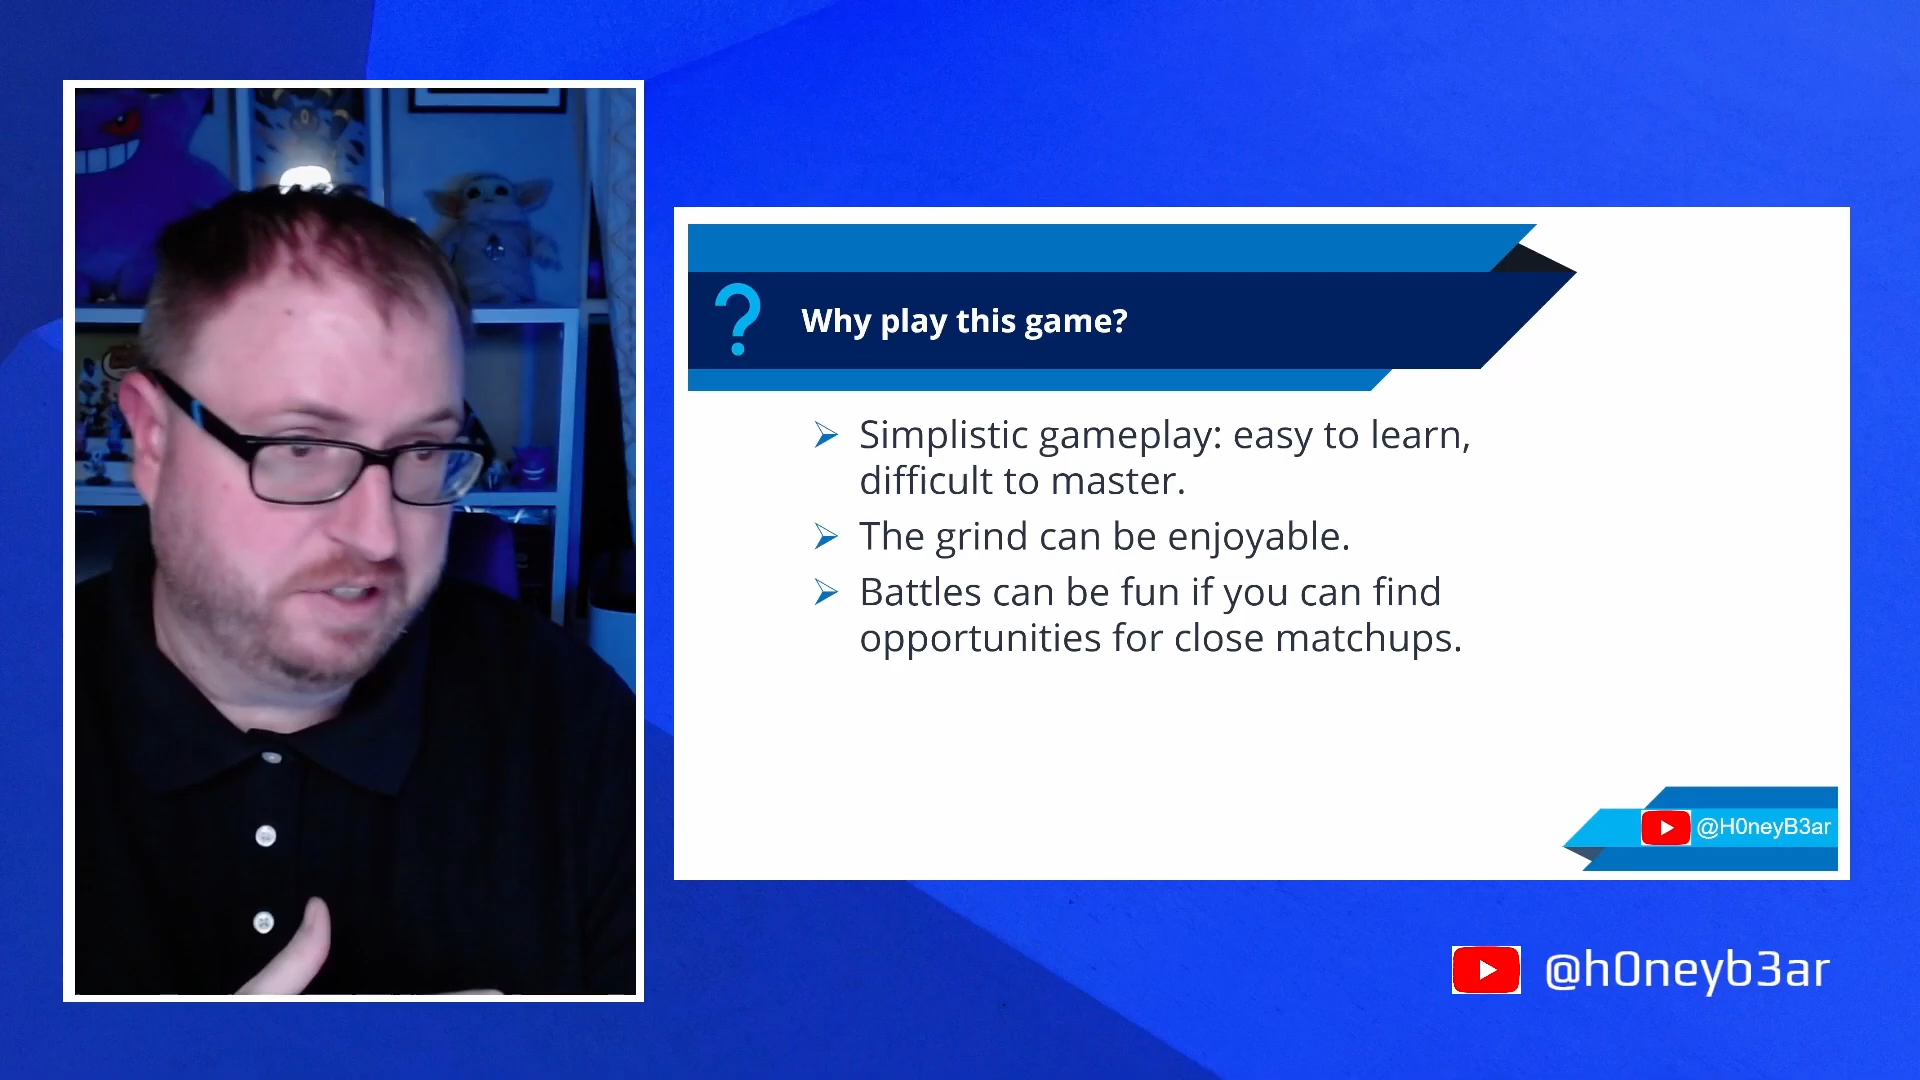 Why play this game?
Simplistic gameplay: easy to learn,
difficult to master.
The grind can be enjoyable.
Battles can be fun if you can find
opportunities for close matchups.
@H0neyB3ar
@h0neyb3ar